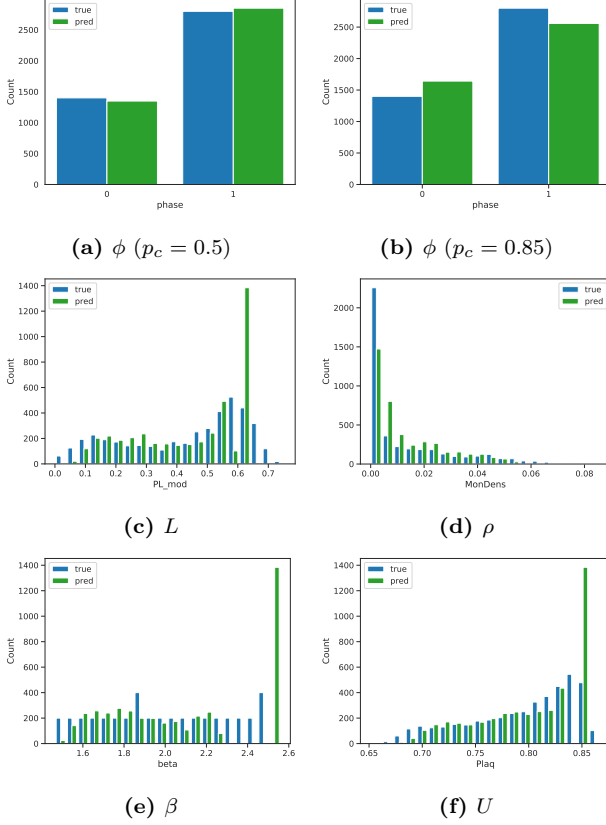 true
pred
2500
2000
1500
1000
500
0
Count
0
1
phase
(a) ϕ (p_c = 0.5)
true
pred
2500
2000
1500
1000
500
0
Count
0
1
phase
(b) ϕ (p_c = 0.85)
true
pred
1400
1200
1000
800
600
400
200
0
Count
0.0 0.1 0.2 0.3 0.4 0.5 0.6 0.7
PL_mod
(c) L
true
pred
2000
1500
1000
500
0
Count
0.00 0.02 0.04 0.06 0.08
MonDens
(d) ρ
true
pred
1400
1200
1000
800
600
400
200
0
Count
1.6 1.8 2.0 2.2 2.4 2.6
beta
(e) β
true
pred
1400
1200
1000
800
600
400
200
0
Count
0.65 0.70 0.75 0.80 0.85
Plaq
(f) U